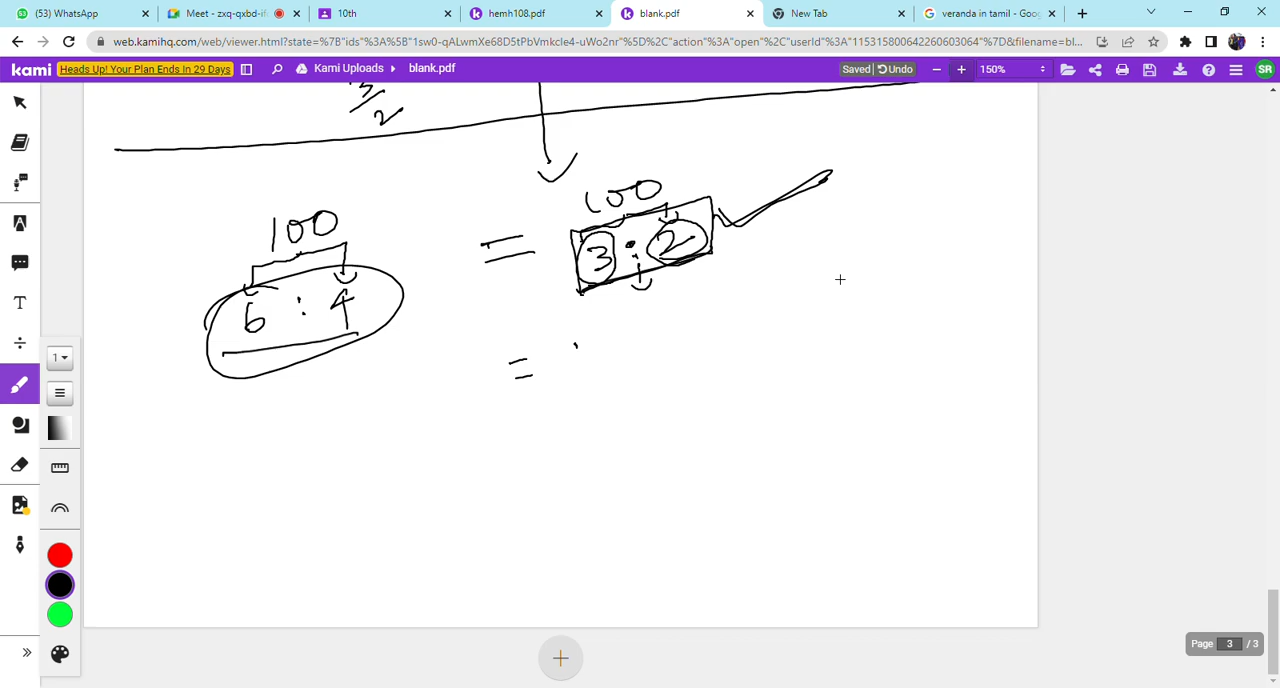 (53) WhatsApp
Meet - zxq-qxbd-if
10th
hemh108.pdf
blank.pdf
New Tab
veranda in tamil - Goo
web.kamihq.com/web/viewer.html?state=%7B"ids"%3A%5B"1sw0-qALwmXe68D5tPbVmkcle4-uWo2nr"%5D%2C"action"%3A"open"%2C"userId"%3A"115315800642260603064"%7D&filename=bl...
kami
Heads Up! Your Plan Ends In 29 Days
Kami Uploads
blank.pdf
Saved
Undo
150%
SR
3
2
100
100
= 3 : 2
6 : 4
=
1
Page 3 / 3